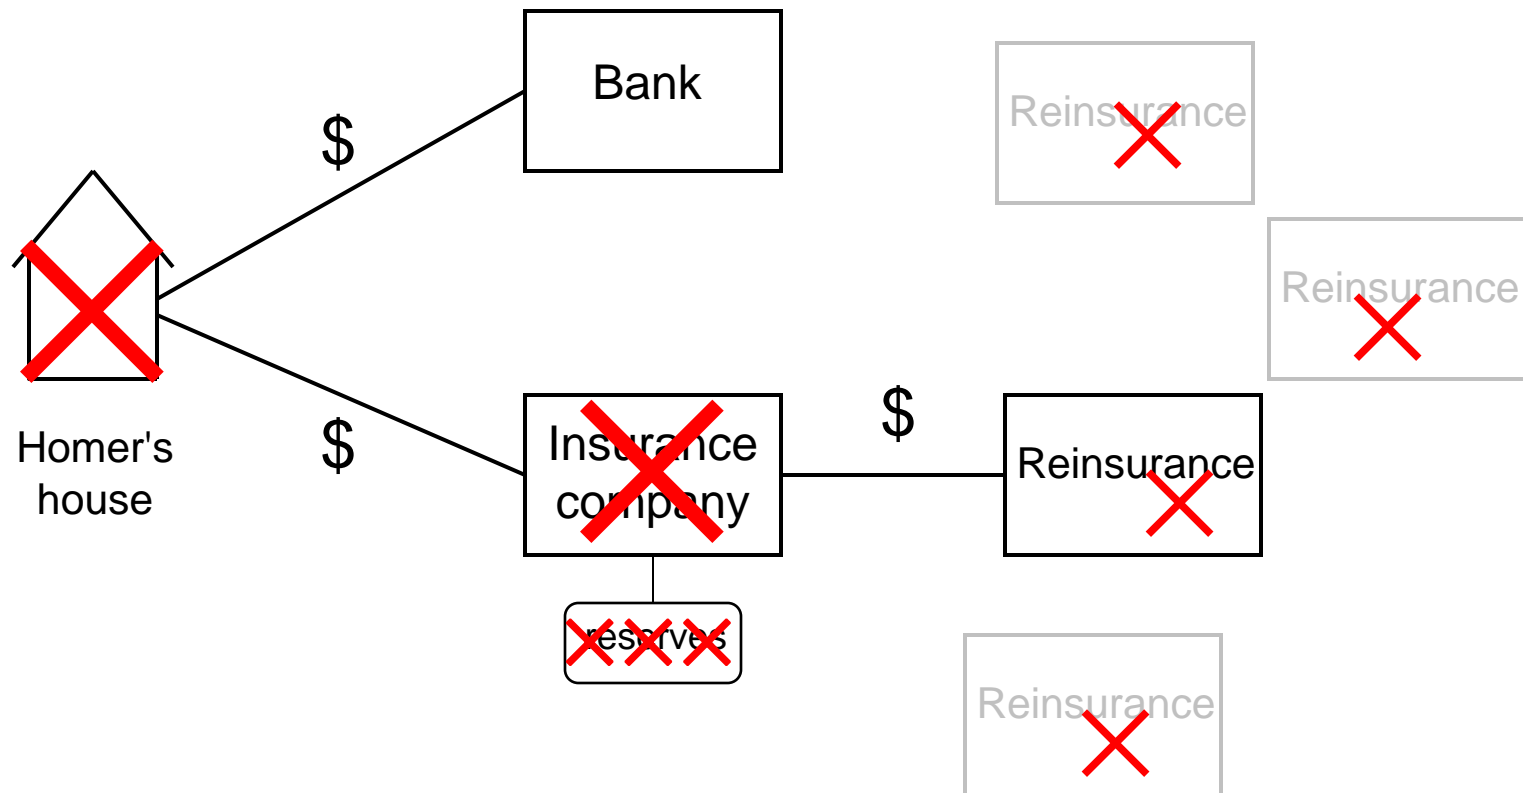 Bank
Reinsurance
$
Reinsurance
$
Homer's
house
$
Insurance
company
Reinsurance
reserves
Reinsurance